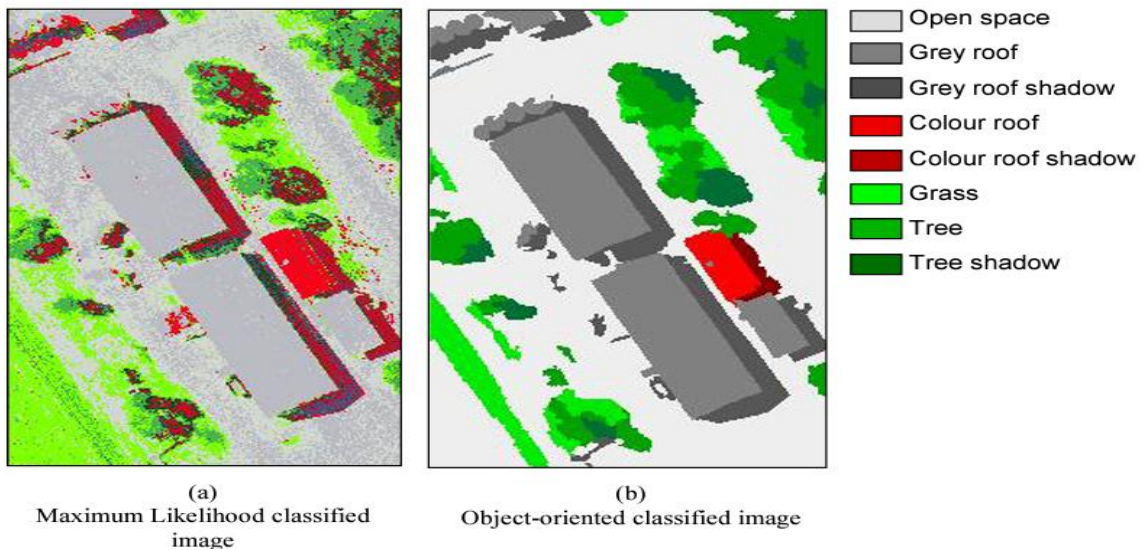 Open space
Grey roof
Grey roof shadow
Colour roof
Colour roof shadow
Grass
Tree
Tree shadow
(a)
Maximum Likelihood classified
image
(b)
Object-oriented classified image